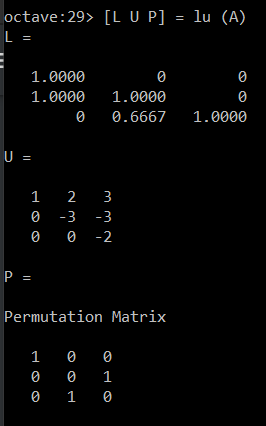 octave:29> [L U P] = lu (A)
L =
1.0000 0 0
1.0000 1.0000 0
0 0.6667 1.0000
U =
1 2 3
0 -3 -3
0 0 -2
P =
Permutation Matrix
1 0 0
0 0 1
0 1 0